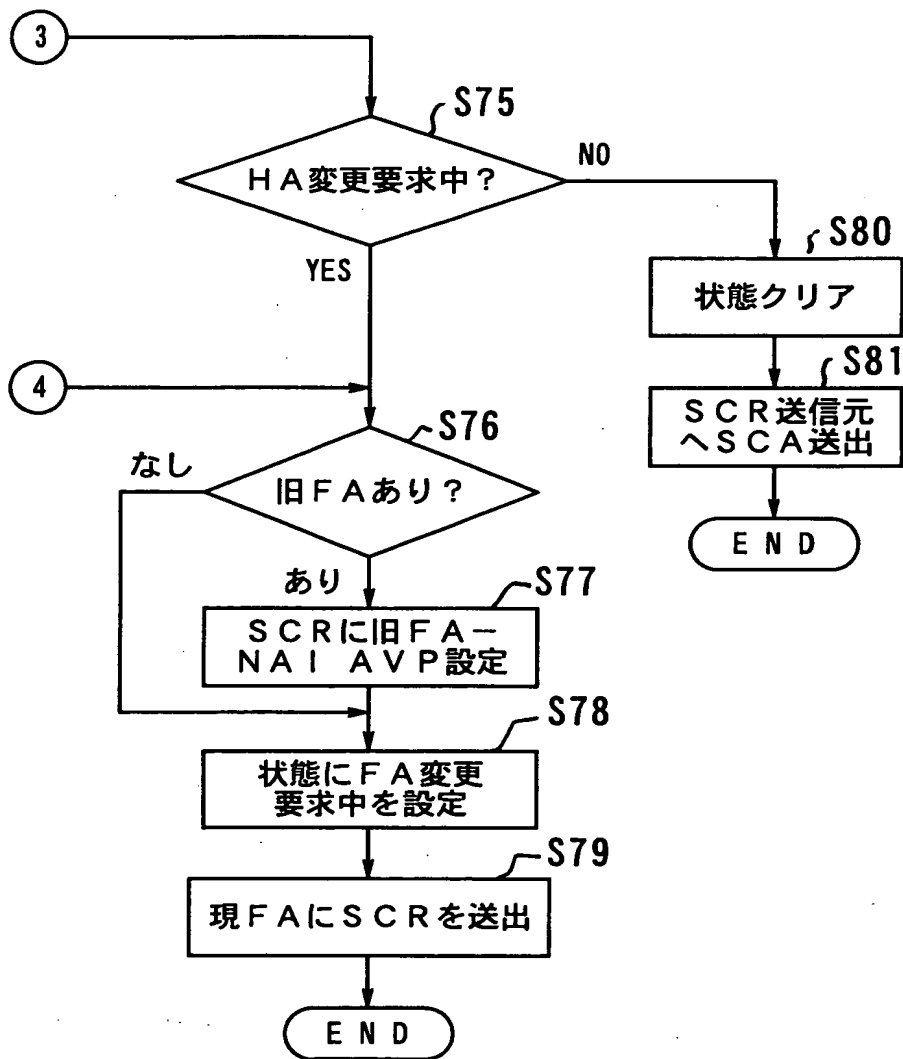 3
S75
HA変更要求中?
NO
YES
S80
状態クリア
S81
SCR送信元
へSCA送出
END
4
S76
なし
旧FAあり?
あり
S77
SCRに旧FA-
NAI AVP設定
S78
状態にFA変更
要求中を設定
S79
現FAにSCRを送出
END